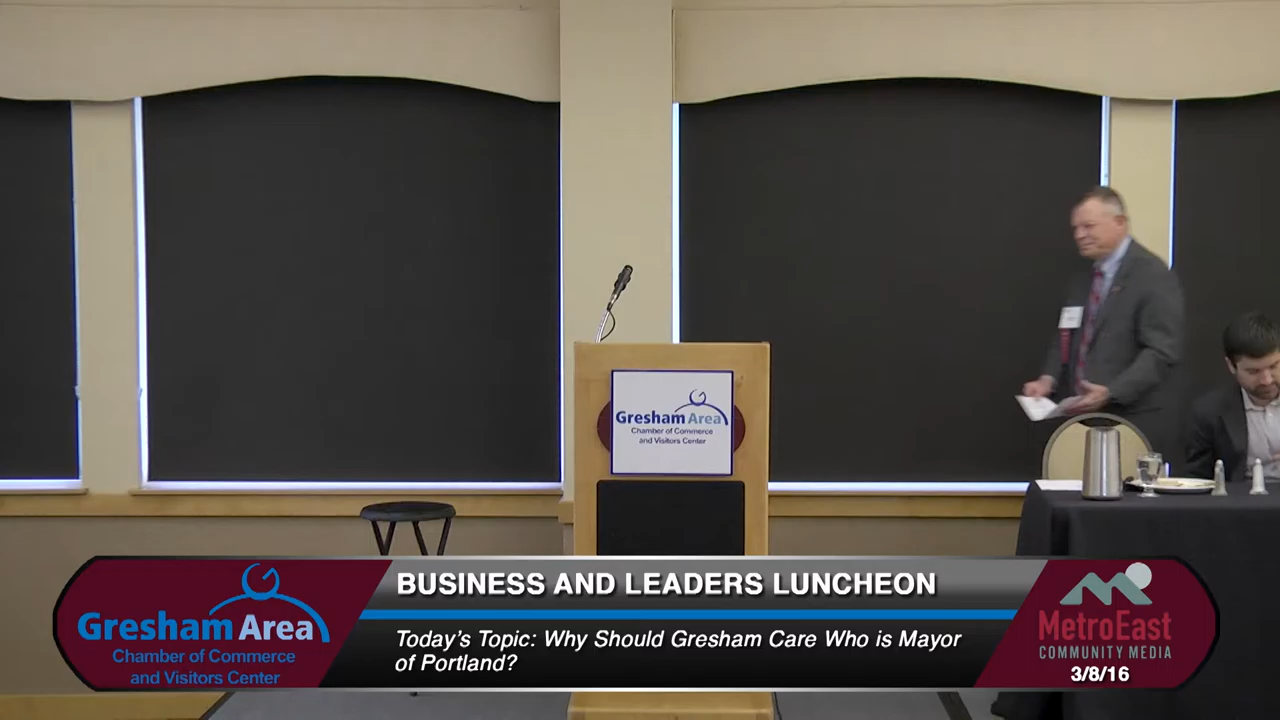 Gresham Area
Chamber of Commerce
and Visitors Center
Gresham Area
Chamber of Commerce
and Visitors Center
BUSINESS AND LEADERS LUNCHEON
Today's Topic: Why Should Gresham Care Who is Mayor
of Portland?
MetroEast
COMMUNITY MEDIA
3/8/16